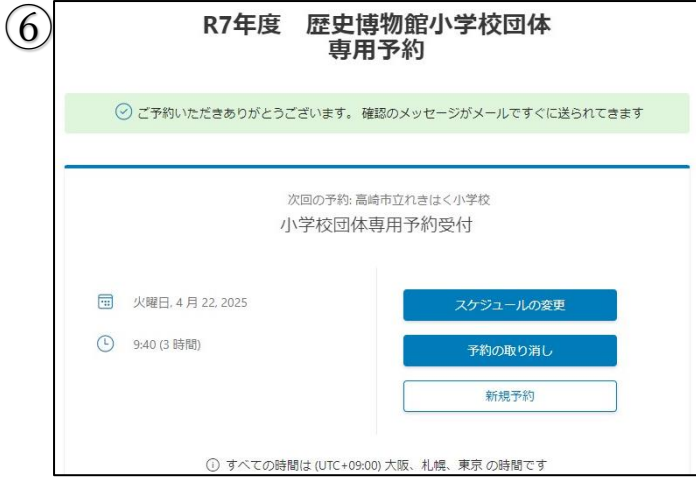 ⑥
R7年度　歴史博物館小学校団体
専用予約
ご予約いただきありがとうございます。 確認のメッセージがメールですぐに送られてきます
次回の予約: 高崎市立れきはく小学校
小学校団体専用予約受付
火曜日, 4 月 22, 2025
9:40 (3 時間)
スケジュールの変更
予約の取り消し
新規予約
すべての時間は (UTC+09:00) 大阪、札幌、東京 の時間です